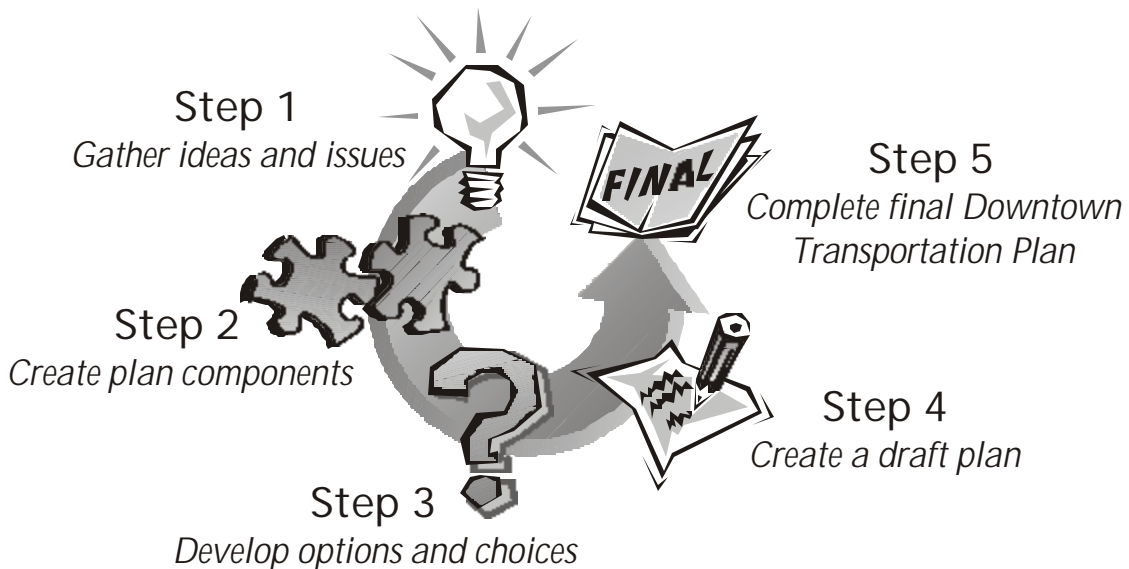 Step 1
Gather ideas and issues
Step 2
Create plan components
Step 3
Develop options and choices
Step 4
Create a draft plan
FINAL
Step 5
Complete final Downtown
Transportation Plan